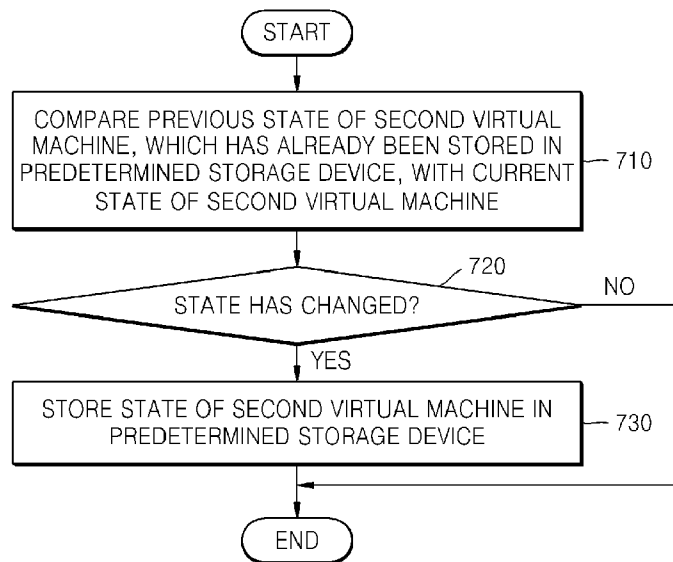 START
COMPARE PREVIOUS STATE OF SECOND VIRTUAL
MACHINE, WHICH HAS ALREADY BEEN STORED IN
PREDETERMINED STORAGE DEVICE, WITH CURRENT
STATE OF SECOND VIRTUAL MACHINE
710
720
STATE HAS CHANGED?
NO
YES
STORE STATE OF SECOND VIRTUAL MACHINE IN
PREDETERMINED STORAGE DEVICE
730
END